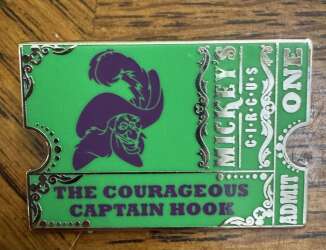 THE COURAGEOUS
CAPTAIN HOOK
MICKEY'S
CIRCUS
ADMIT
ONE